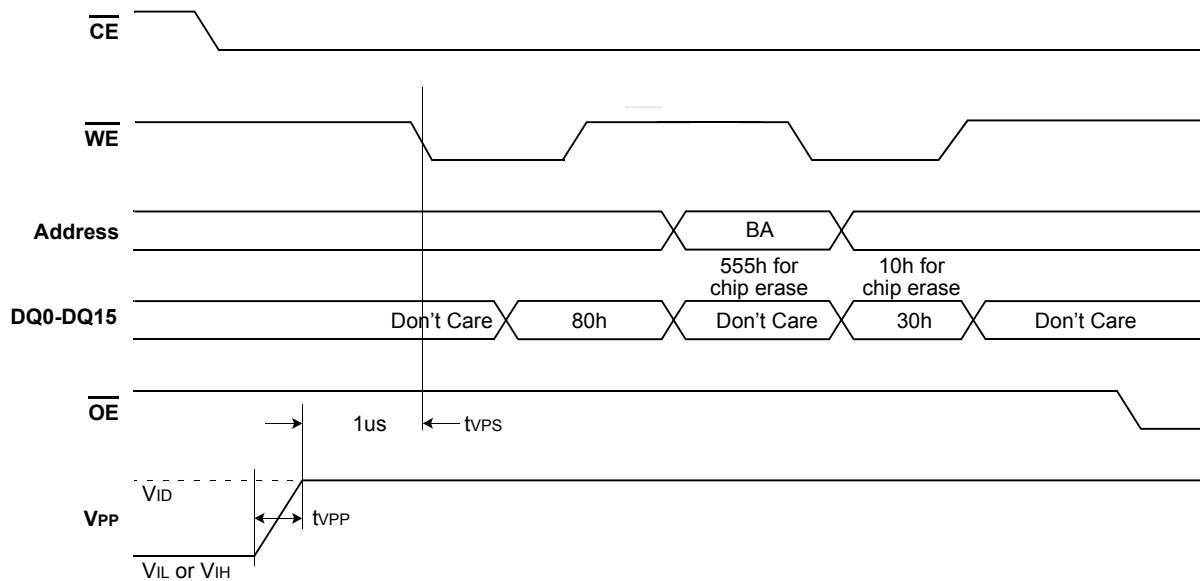 CE
WE
Address
BA
555h for
chip erase
10h for
chip erase
DQ0-DQ15
Don't Care
80h
Don't Care
30h
Don't Care
OE
1us
tVPS
VID
VPP
tVPP
VIL or VIH